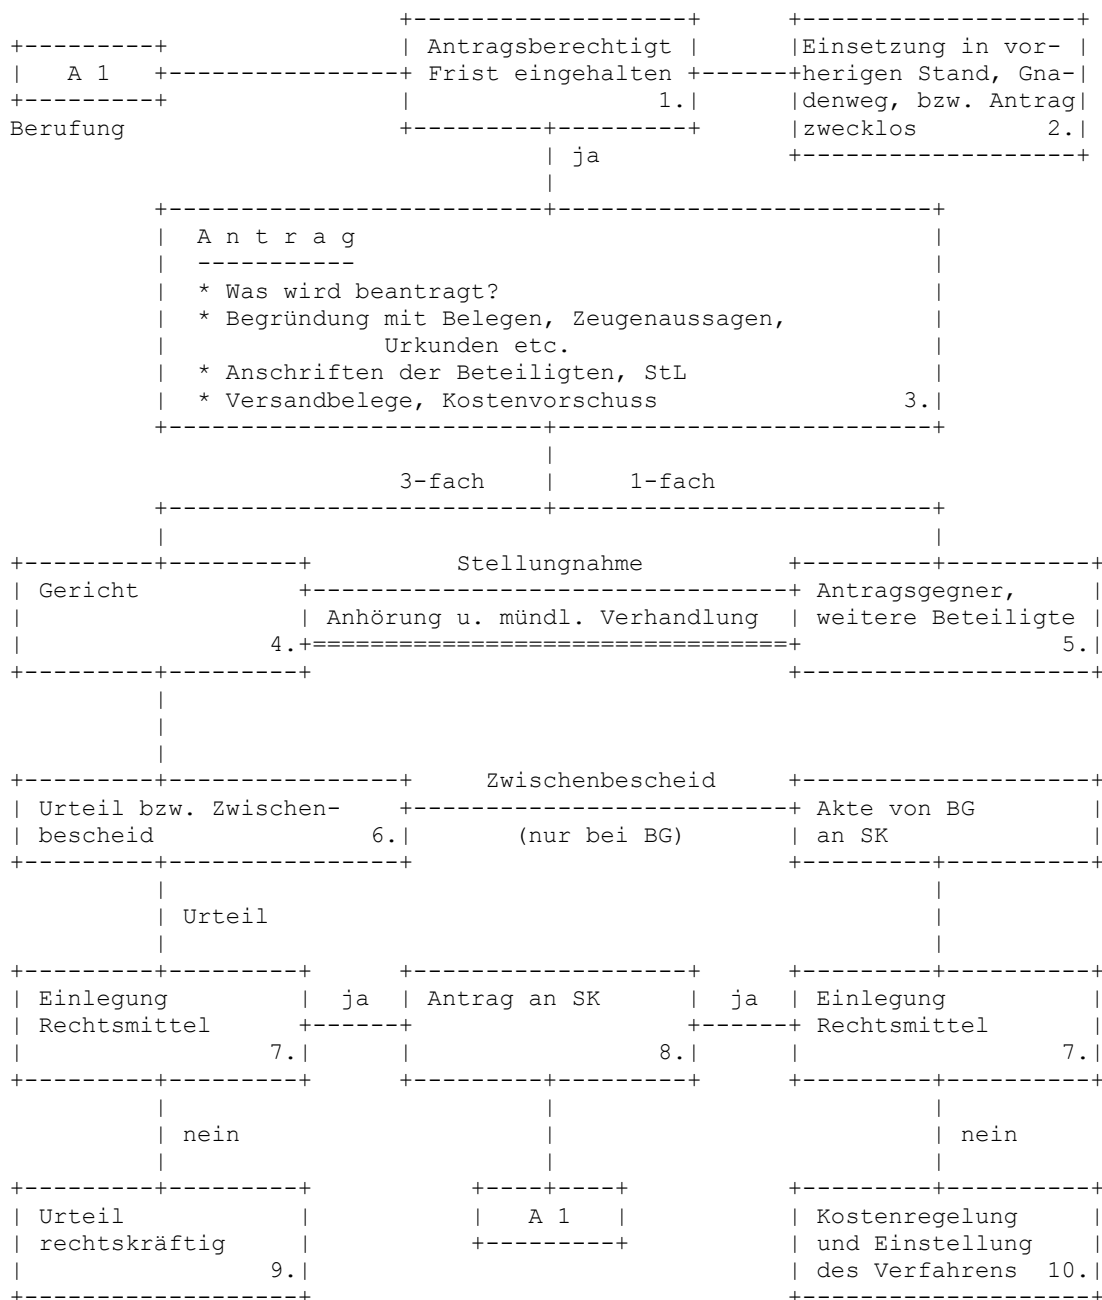 Antragsberechtigt
Einsetzung in vor-
A 1
Frist eingehalten
herigen Stand, Gna-
1.
denweg, bzw. Antrag
Berufung
zwecklos 2.
ja
A n t r a g
* Was wird beantragt?
* Begründung mit Belegen, Zeugenaussagen,
Urkunden etc.
* Anschriften der Beteiligten, StL
* Versandbelege, Kostenvorschuss 3.
3-fach
1-fach
Stellungnahme
Gericht
Antragsgegner,
Anhörung u. mündl. Verhandlung
weitere Beteiligte
4.
5.
Zwischenbescheid
Urteil bzw. Zwischen-
Akte von BG
bescheid 6.
(nur bei BG)
an SK
Urteil
Einlegung
ja
Antrag an SK
ja
Einlegung
Rechtsmittel
Rechtsmittel
7.
8.
7.
nein
nein
Urteil
A 1
Kostenregelung
rechtskräftig
und Einstellung
9.
des Verfahrens 10.